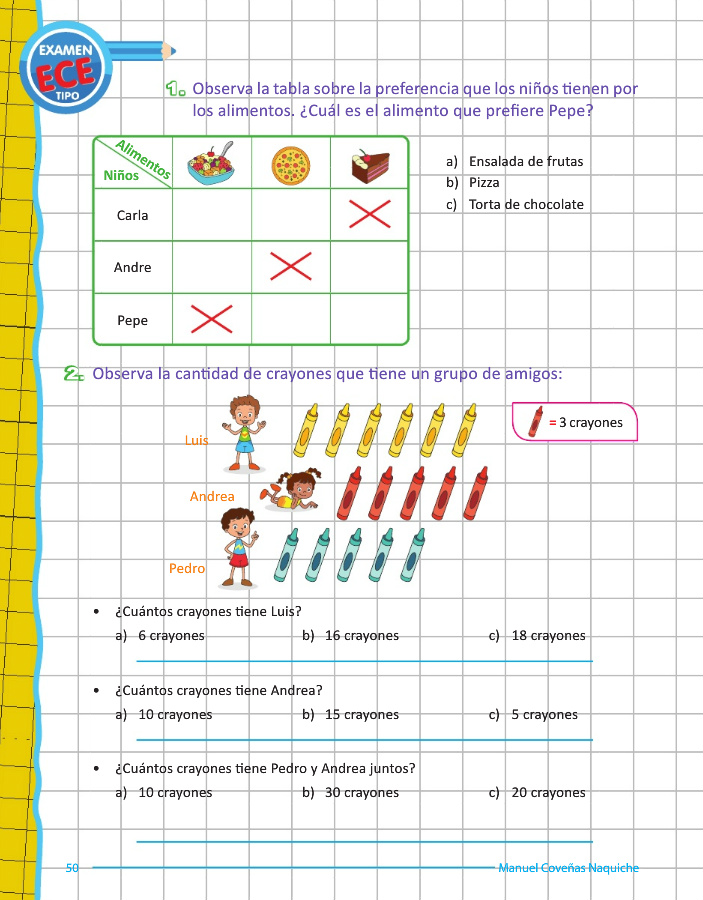 EXAMEN
ECE
TIPO
1. Observa la tabla sobre la preferencia que los niños tienen por
los alimentos. ¿Cuál es el alimento que prefiere Pepe?
Alimentos
Niños
Carla
Andre
Pepe
a) Ensalada de frutas
b) Pizza
c) Torta de chocolate
2. Observa la cantidad de crayones que tiene un grupo de amigos:
= 3 crayones
Luis
Andrea
Pedro
• ¿Cuántos crayones tiene Luis?
a) 6 crayones b) 16 crayones c) 18 crayones
• ¿Cuántos crayones tiene Andrea?
a) 10 crayones b) 15 crayones c) 5 crayones
• ¿Cuántos crayones tiene Pedro y Andrea juntos?
a) 10 crayones b) 30 crayones c) 20 crayones
50 Manuel Coveñas Naquiche